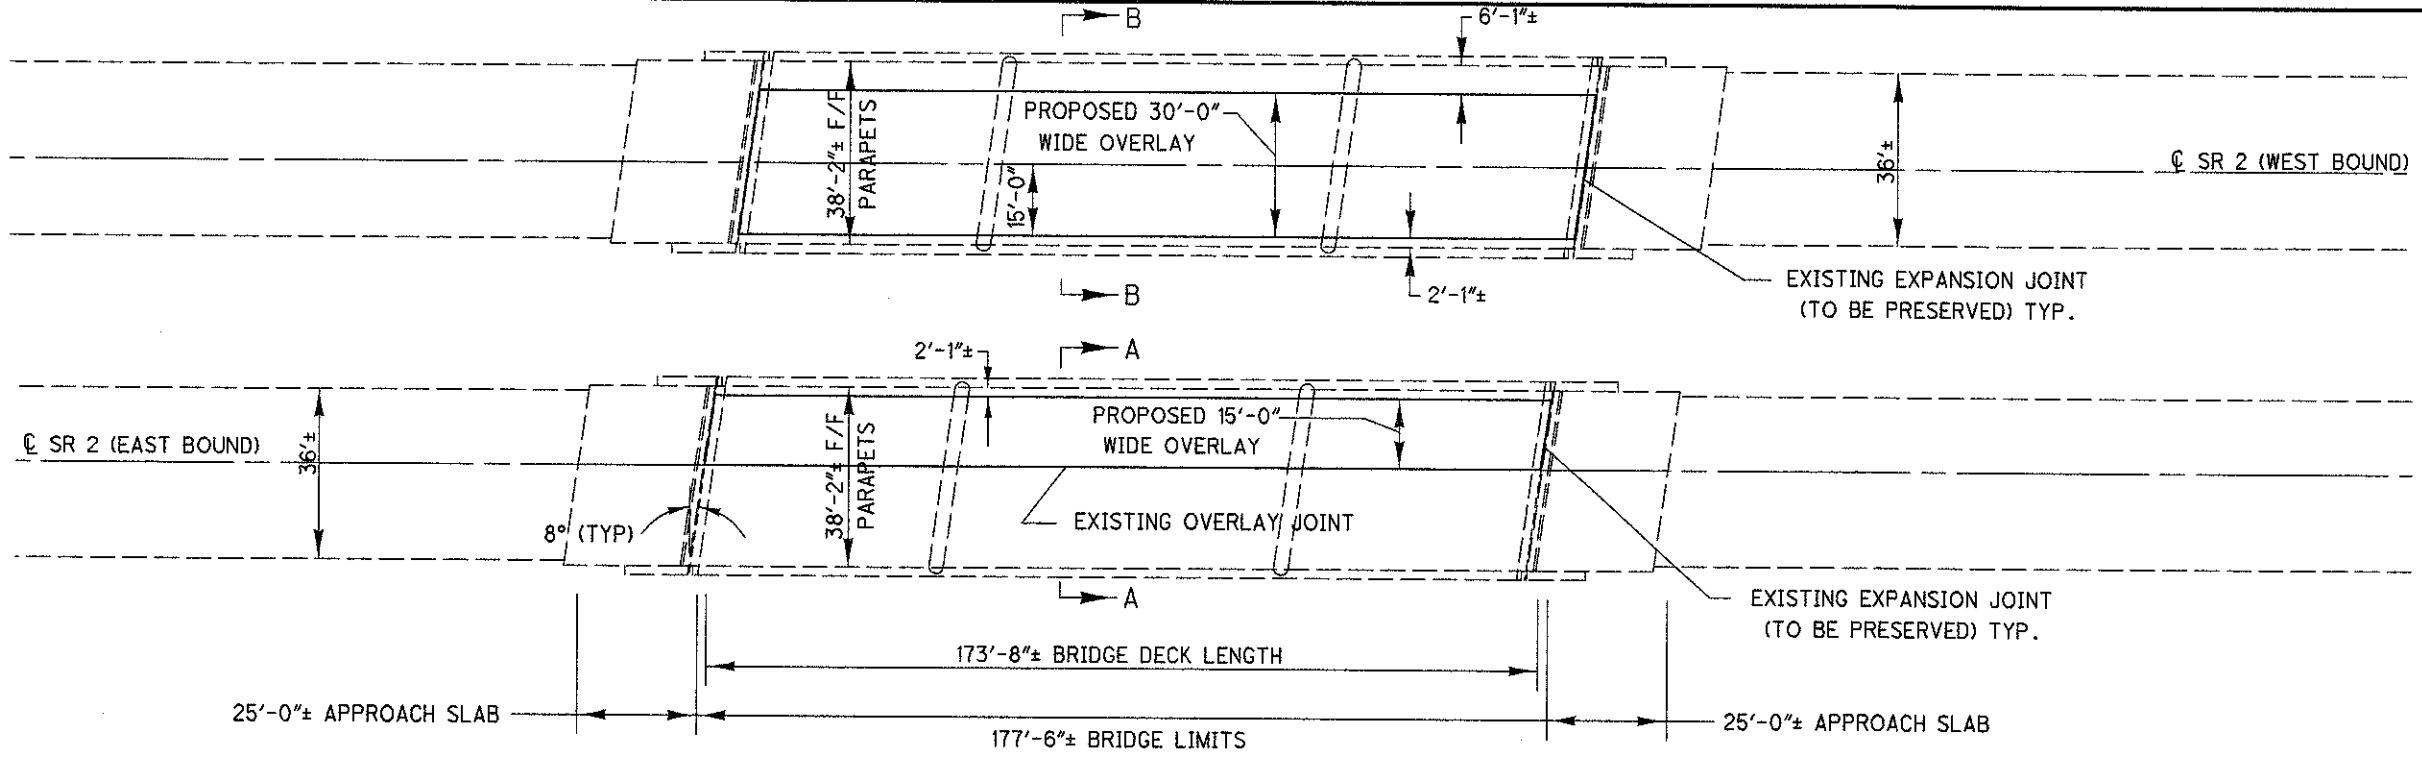 B
6'-1"±
38'-2"± F/F
PARAPETS
PROPOSED 30'-0"
WIDE OVERLAY
15'-0"
36'±
℄ SR 2 (WEST BOUND)
B
2'-1"±
EXISTING EXPANSION JOINT
(TO BE PRESERVED) TYP.
2'-1"±
A
℄ SR 2 (EAST BOUND)
36'±
38'-2"± F/F
PARAPETS
PROPOSED 15'-0"
WIDE OVERLAY
8° (TYP)
EXISTING OVERLAY JOINT
A
EXISTING EXPANSION JOINT
(TO BE PRESERVED) TYP.
173'-8"± BRIDGE DECK LENGTH
25'-0"± APPROACH SLAB
25'-0"± APPROACH SLAB
177'-6"± BRIDGE LIMITS